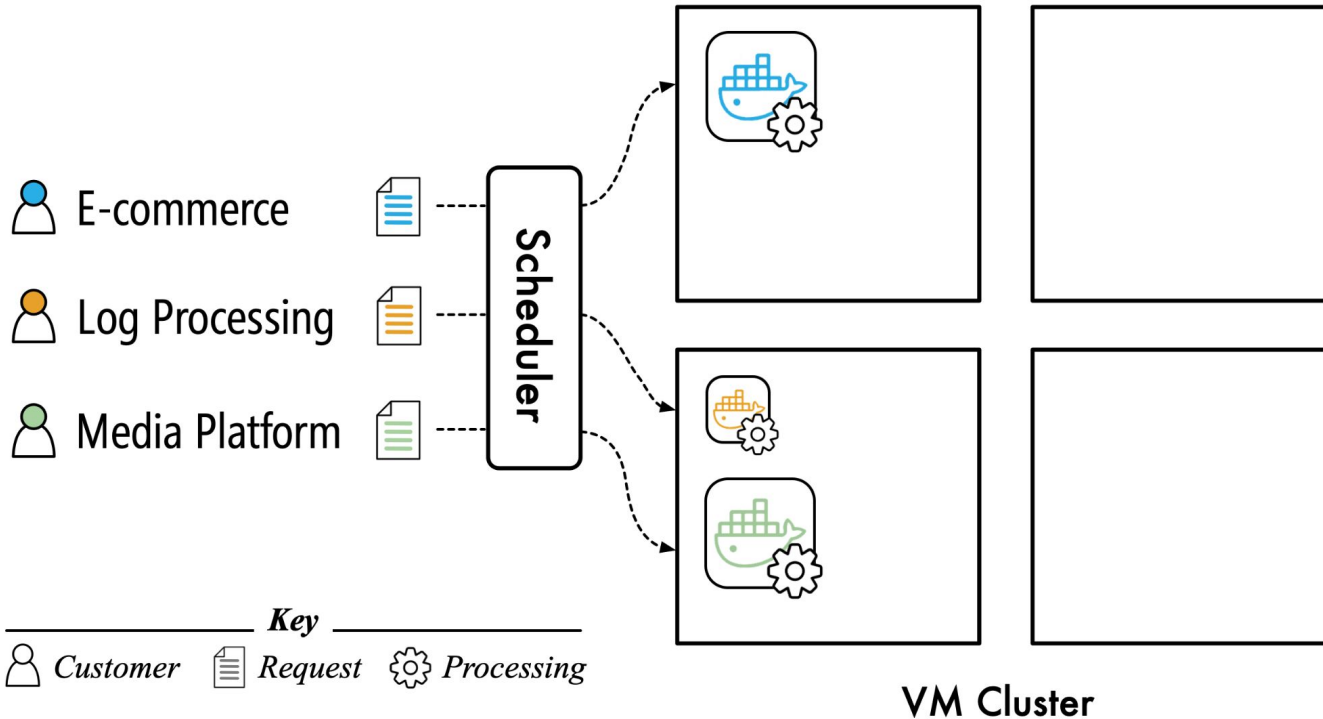 E-commerce
Log Processing
Media Platform
Scheduler
Key
Customer Request Processing
VM Cluster